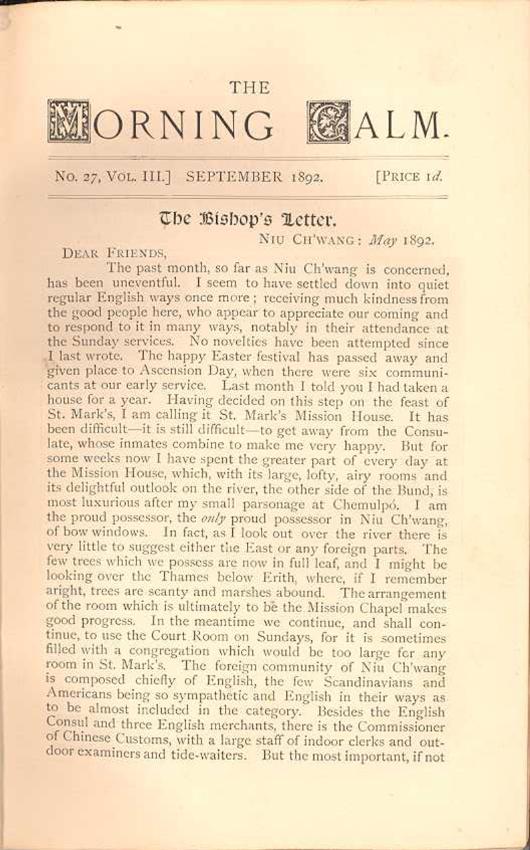 THE
MORNING CALM.
No. 27, VOL. III.] SEPTEMBER 1892. [PRICE 1d.
The Bishop's Letter.
NIU CH'WANG: May 1892.
DEAR FRIENDS,
The past month, so far as Niu Ch'wang is concerned,
has been uneventful. I seem to have settled down into quiet
regular English ways once more; receiving much kindness from
the good people here, who appear to appreciate our coming and
to respond to it in many ways, notably in their attendance at
the Sunday services. No novelties have been attempted since
I last wrote. The happy Easter festival has passed away and
given place to Ascension Day, when there were six communi-
cants at our early service. Last month I told you I had taken a
house for a year. Having decided on this step on the feast of
St. Mark's, I am calling it St. Mark's Mission House. It has
been difficult—it is still difficult—to get away from the Consu-
late, whose inmates combine to make me very happy. But for
some weeks now I have spent the greater part of every day at
the Mission House, which, with its large, lofty, airy rooms and
its delightful outlook on the river, the other side of the Bund, is
most luxurious after my small parsonage at Chemulpó. I am
the proud possessor, the only proud possessor in Niu Ch'wang,
of bow windows. In fact, as I look out over the river there is
very little to suggest either the East or any foreign parts. The
few trees which we possess are now in full leaf, and I might be
looking over the Thames below Erith, where, if I remember
aright, trees are scanty and marshes abound. The arrangement
of the room which is ultimately to be the Mission Chapel makes
good progress. In the meantime we continue, and shall con-
tinue, to use the Court Room on Sundays, for it is sometimes
filled with a congregation which would be too large for any
room in St. Mark's. The foreign community of Niu Ch'wang
is composed chiefly of English, the few Scandinavians and
Americans being so sympathetic and English in their ways as
to be almost included in the category. Besides the English
Consul and three English merchants, there is the Commissioner
of Chinese Customs, with a large staff of indoor clerks and out-
door examiners and tide-waiters. But the most important, if not